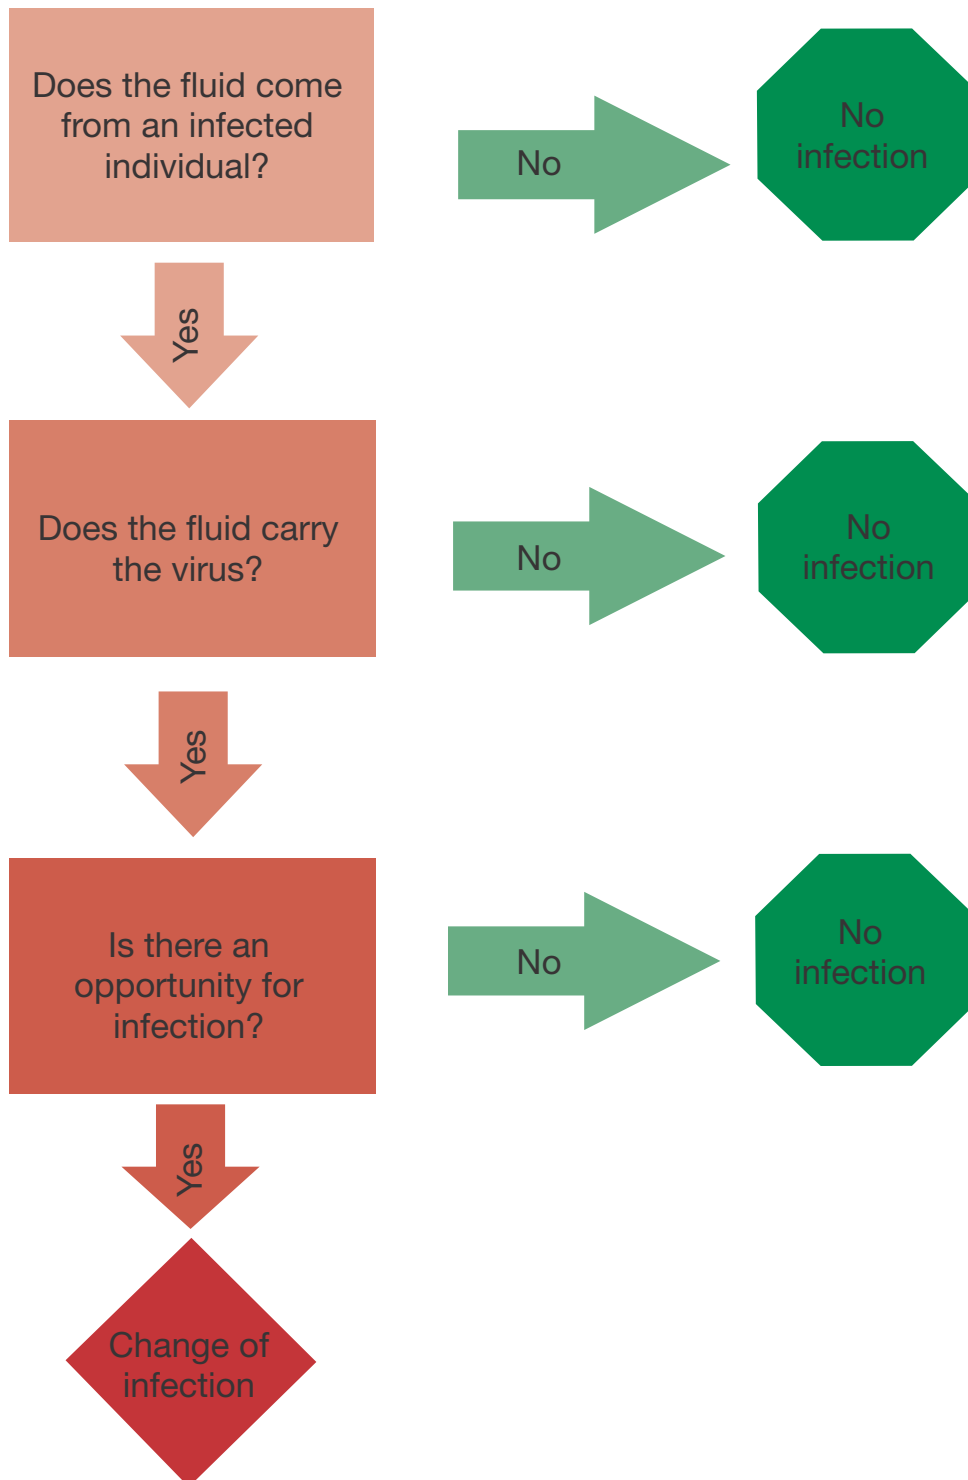 Does the fluid come
from an infected
individual?
No
No
infection
Yes
Does the fluid carry
the virus?
No
No
infection
Yes
Is there an
opportunity for
infection?
No
No
infection
Yes
Change of
infection